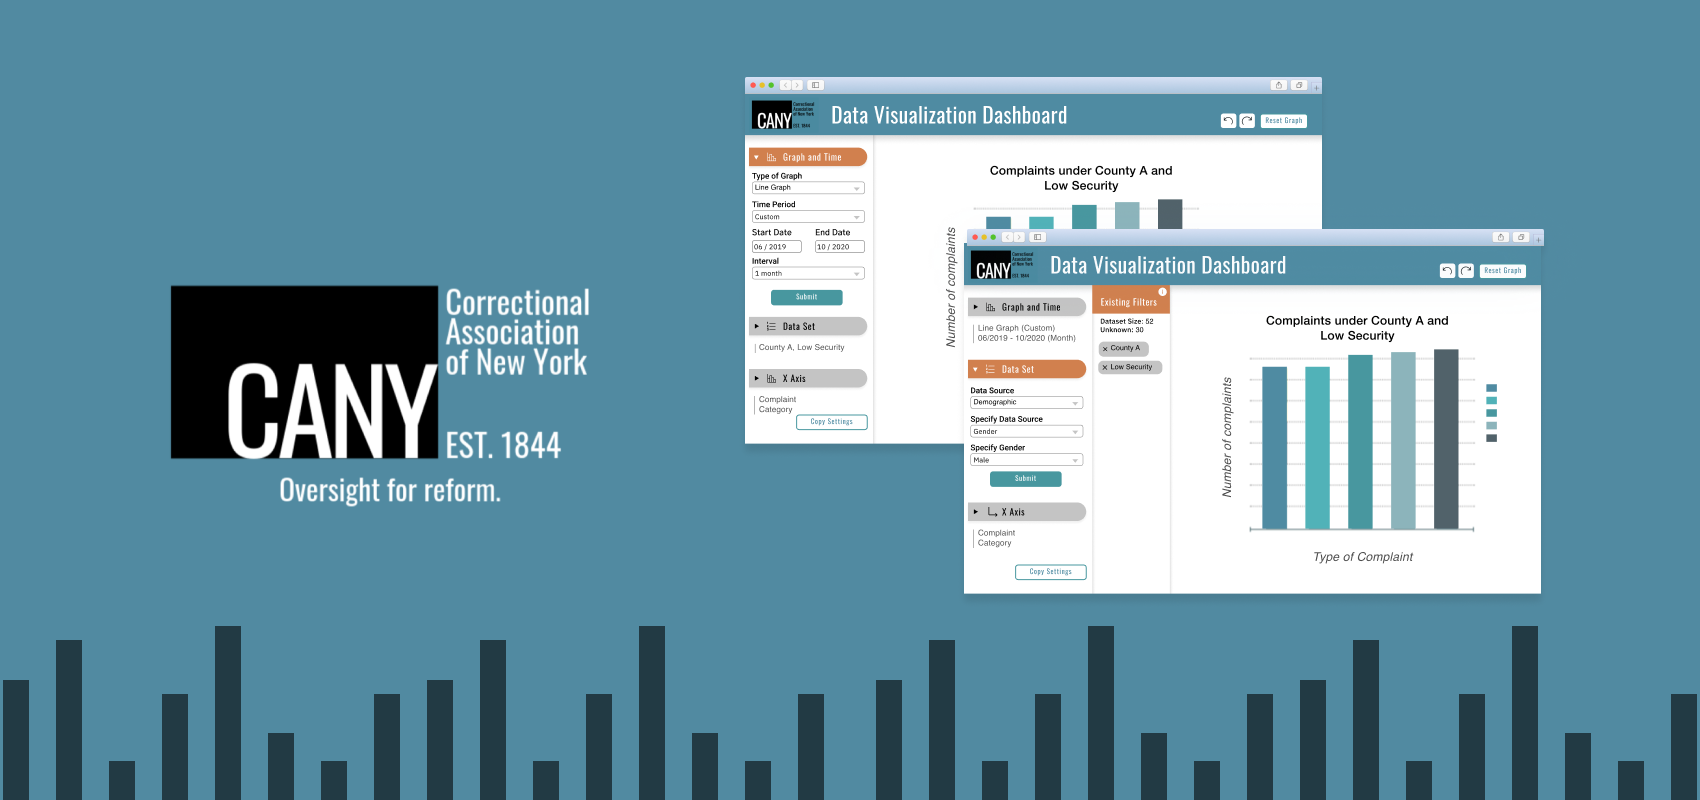 CANY
Correctional
Association
of New York
EST. 1844
Oversight for reform.
CANY
Correctional
Association
of New York
EST. 1844
Data Visualization Dashboard
Reset Graph
Graph and Time
Type of Graph
Line Graph
Time Period
Custom
Start Date End Date
06 / 2019 10 / 2020
Interval
1 month
Submit
Data Set
County A, Low Security
X Axis
Complaint
Category
Copy Settings
Complaints under County A and
Low Security
Number of complaints
CANY
Correctional
Association
of New York
EST. 1844
Data Visualization Dashboard
Reset Graph
Graph and Time
Line Graph (Custom)
06/2019 - 10/2020 (Month)
Data Set
Data Source
Demographic
Specify Data Source
Gender
Specify Gender
Male
Submit
X Axis
Complaint
Category
Copy Settings
Existing Filters
Dataset Size: 52
Unknown: 30
× County A
× Low Security
Complaints under County A and
Low Security
Number of complaints
Type of Complaint